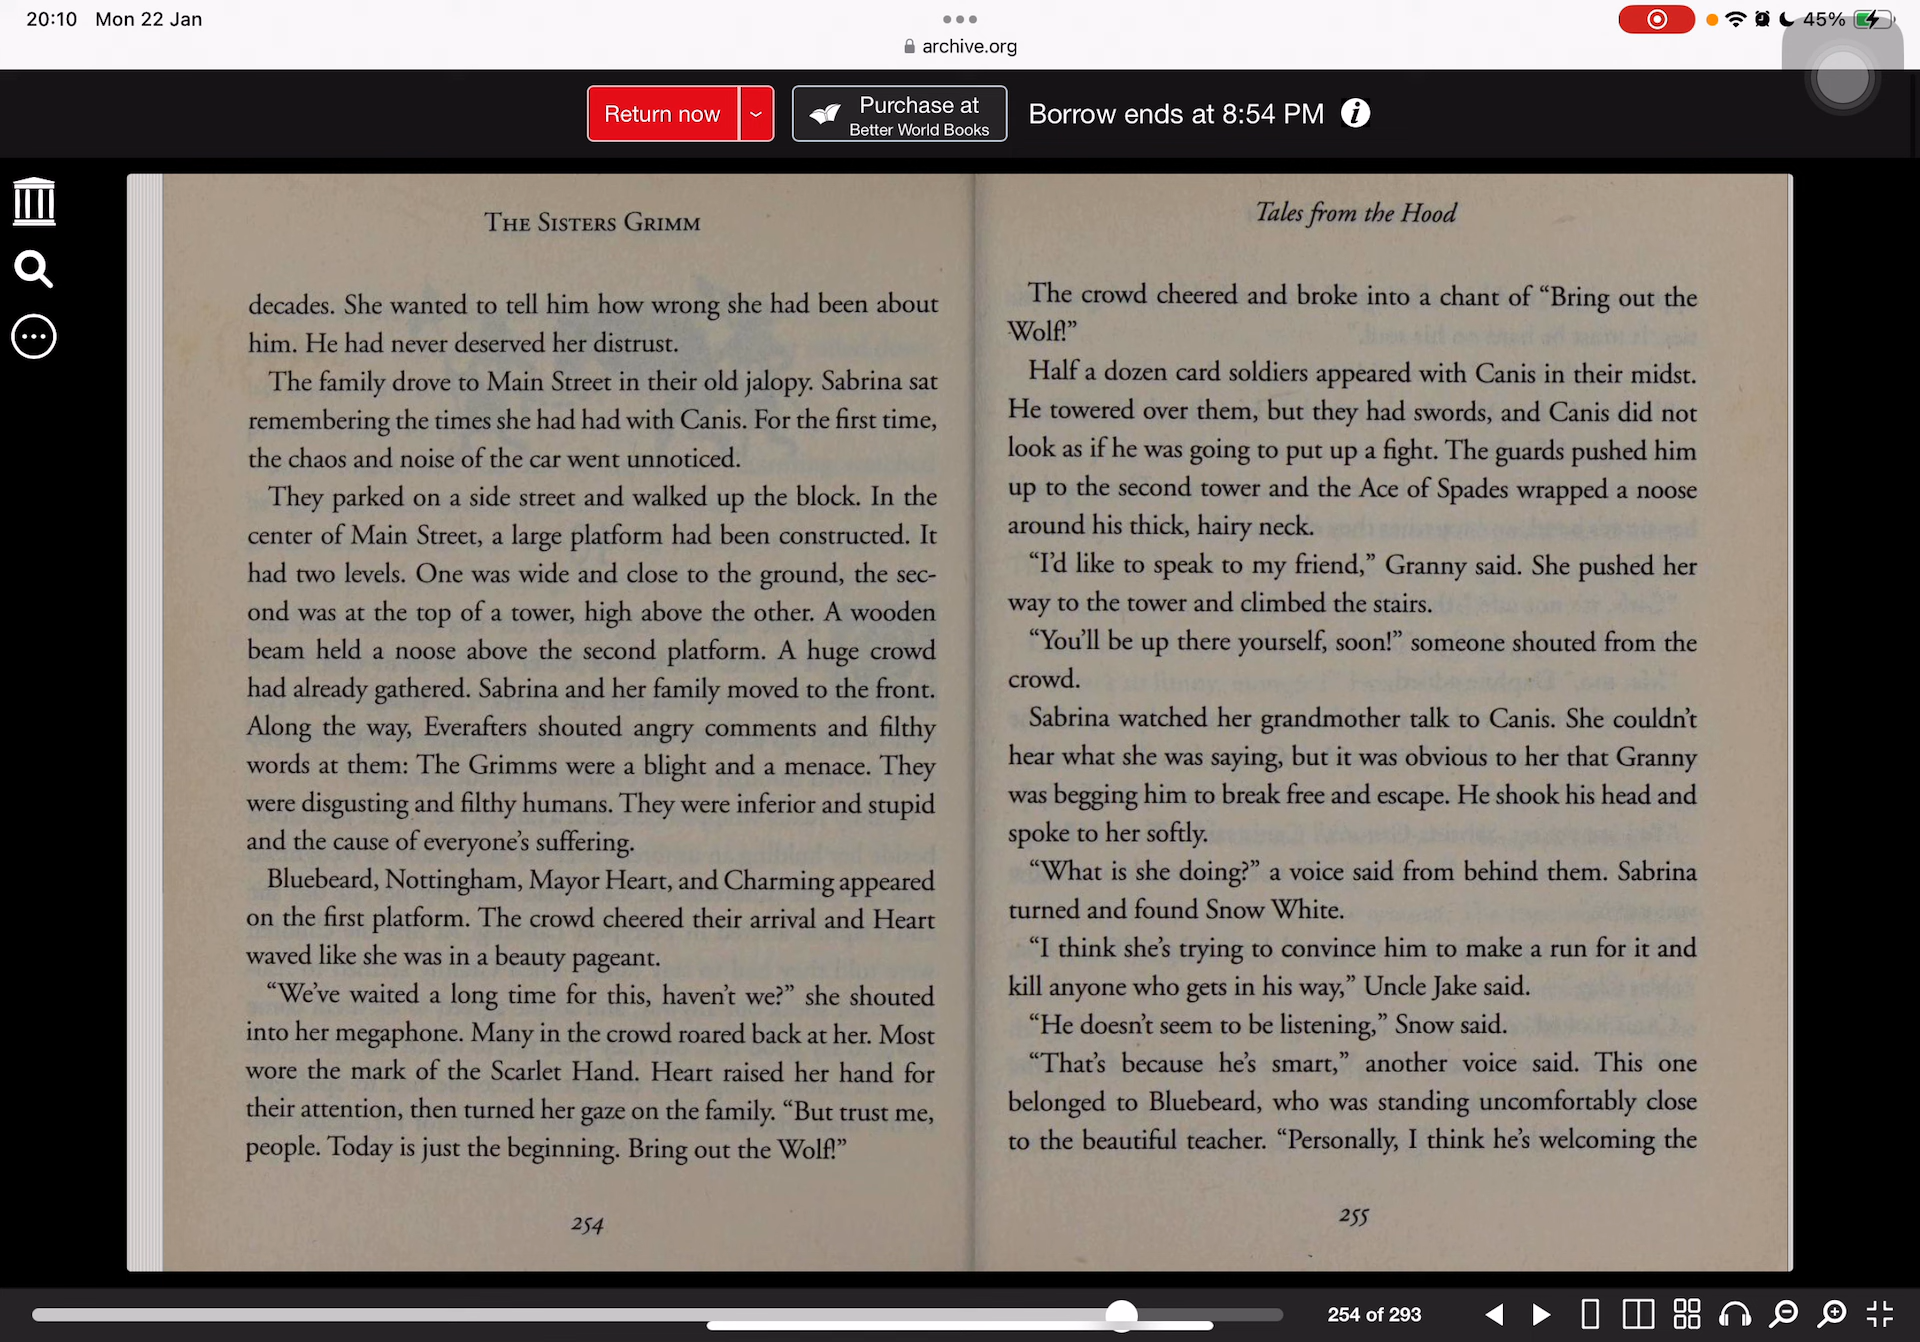 20:10 Mon 22 Jan
45%
archive.org
Return now
Purchase at
Better World Books
Borrow ends at 8:54 PM
The Sisters Grimm
decades. She wanted to tell him how wrong she had been about
him. He had never deserved her distrust.
The family drove to Main Street in their old jalopy. Sabrina sat
remembering the times she had had with Canis. For the first time,
the chaos and noise of the car went unnoticed.
They parked on a side street and walked up the block. In the
center of Main Street, a large platform had been constructed. It
had two levels. One was wide and close to the ground, the sec-
ond was at the top of a tower, high above the other. A wooden
beam held a noose above the second platform. A huge crowd
had already gathered. Sabrina and her family moved to the front.
Along the way, Everafters shouted angry comments and filthy
words at them: The Grimms were a blight and a menace. They
were disgusting and filthy humans. They were inferior and stupid
and the cause of everyone's suffering.
Bluebeard, Nottingham, Mayor Heart, and Charming appeared
on the first platform. The crowd cheered their arrival and Heart
waved like she was in a beauty pageant.
“We've waited a long time for this, haven't we?” she shouted
into her megaphone. Many in the crowd roared back at her. Most
wore the mark of the Scarlet Hand. Heart raised her hand for
their attention, then turned her gaze on the family. “But trust me,
people. Today is just the beginning. Bring out the Wolf!”
254
Tales from the Hood
The crowd cheered and broke into a chant of “Bring out the
Wolf!”
Half a dozen card soldiers appeared with Canis in their midst.
He towered over them, but they had swords, and Canis did not
look as if he was going to put up a fight. The guards pushed him
up to the second tower and the Ace of Spades wrapped a noose
around his thick, hairy neck.
“I'd like to speak to my friend,” Granny said. She pushed her
way to the tower and climbed the stairs.
“You'll be up there yourself, soon!” someone shouted from the
crowd.
Sabrina watched her grandmother talk to Canis. She couldn't
hear what she was saying, but it was obvious to her that Granny
was begging him to break free and escape. He shook his head and
spoke to her softly.
“What is she doing?” a voice said from behind them. Sabrina
turned and found Snow White.
“I think she's trying to convince him to make a run for it and
kill anyone who gets in his way,” Uncle Jake said.
“He doesn't seem to be listening,” Snow said.
“That's because he's smart,” another voice said. This one
belonged to Bluebeard, who was standing uncomfortably close
to the beautiful teacher. “Personally, I think he's welcoming the
255
254 of 293